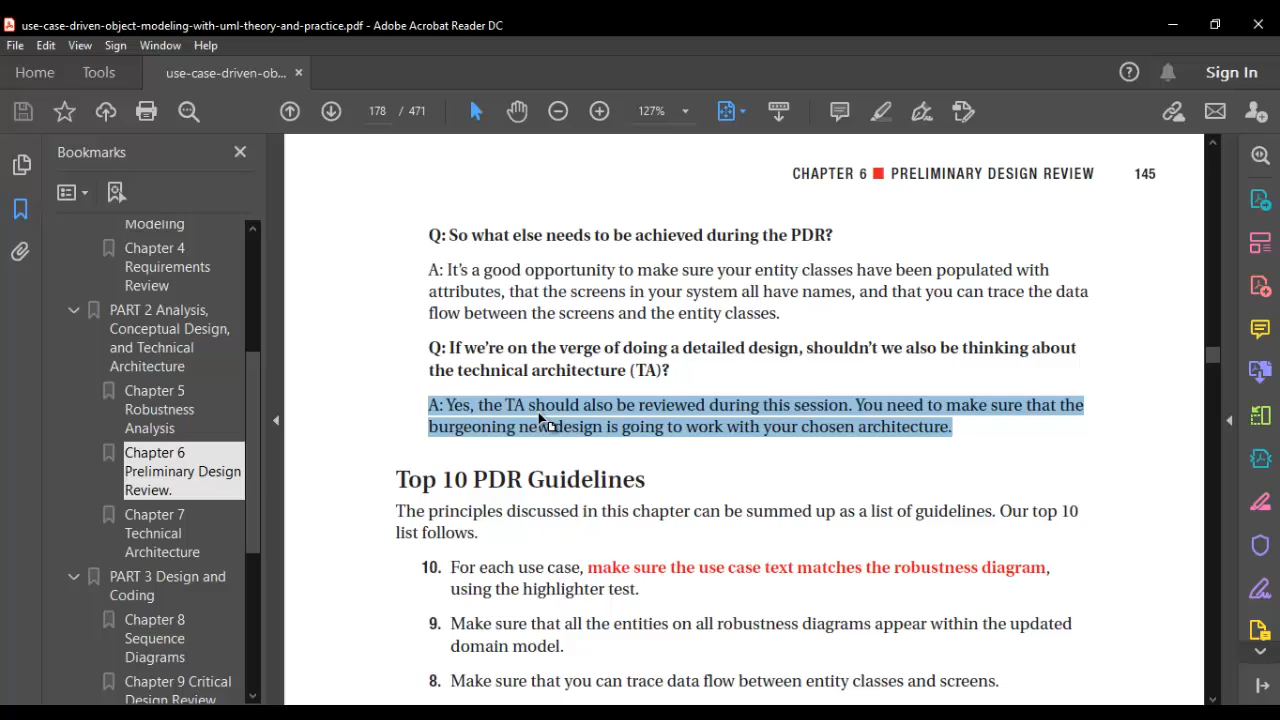 use-case-driven-object-modeling-with-uml-theory-and-practice.pdf - Adobe Acrobat Reader DC
File Edit View Sign Window Help
Home Tools use-case-driven-ob... × Sign In
178 / 471 127%
Bookmarks
Modeling
Chapter 4
Requirements
Review
PART 2 Analysis,
Conceptual Design,
and Technical
Architecture
Chapter 5
Robustness
Analysis
Chapter 6
Preliminary Design
Review.
Chapter 7
Technical
Architecture
PART 3 Design and
Coding
Chapter 8
Sequence
Diagrams
Chapter 9 Critical
Design Review
CHAPTER 6 ■ PRELIMINARY DESIGN REVIEW 145
Q: So what else needs to be achieved during the PDR?
A: It's a good opportunity to make sure your entity classes have been populated with
attributes, that the screens in your system all have names, and that you can trace the data
flow between the screens and the entity classes.
Q: If we're on the verge of doing a detailed design, shouldn't we also be thinking about
the technical architecture (TA)?
A: Yes, the TA should also be reviewed during this session. You need to make sure that the
burgeoning new design is going to work with your chosen architecture.
Top 10 PDR Guidelines
The principles discussed in this chapter can be summed up as a list of guidelines. Our top 10
list follows.
10. For each use case, make sure the use case text matches the robustness diagram,
using the highlighter test.
9. Make sure that all the entities on all robustness diagrams appear within the updated
domain model.
8. Make sure that you can trace data flow between entity classes and screens.